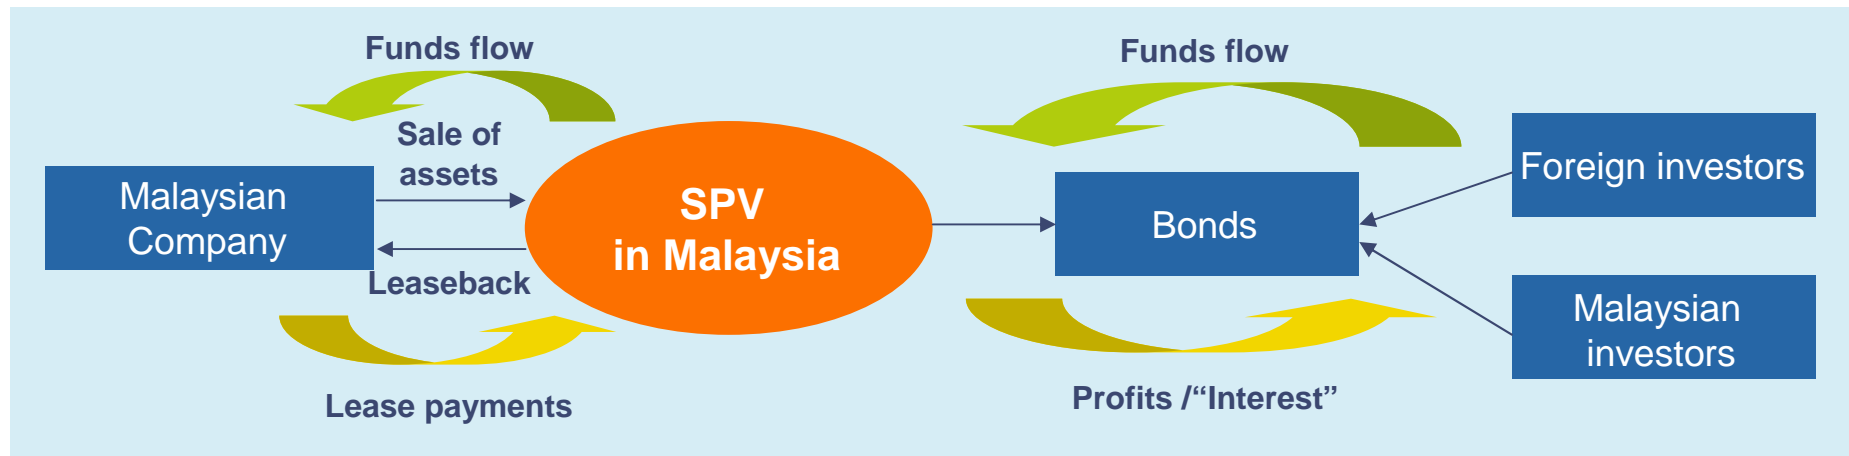 Funds flow
Funds flow
Sale of
assets
Malaysian
Company
SPV
in Malaysia
Leaseback
Lease payments
Bonds
Profits /“Interest”
Foreign investors
Malaysian
investors